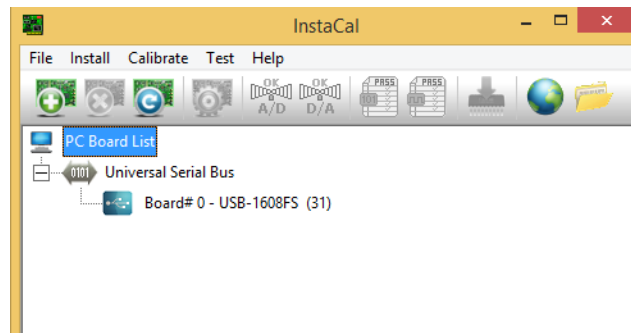 InstaCal
File Install Calibrate Test Help
OK OK PASS PASS
A/D D/A
PC Board List
0101 Universal Serial Bus
Board# 0 - USB-1608FS (31)